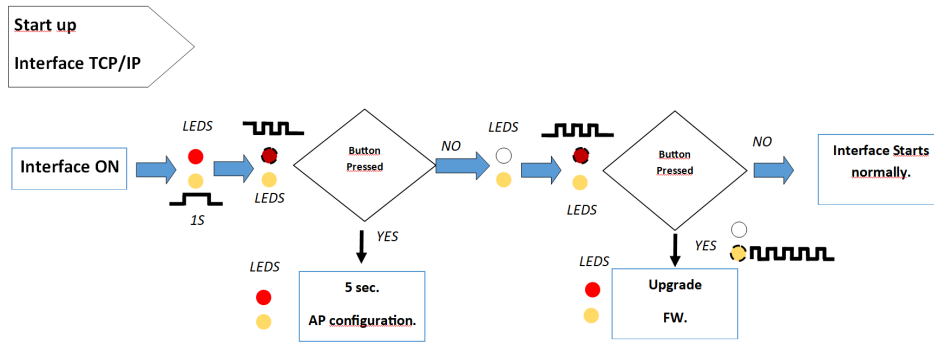 Start up
Interface TCP/IP
Interface ON
LEDS
1S
LEDS
Button
Pressed
NO
YES
LEDS
5 sec.
AP configuration.
LEDS
LEDS
Button
Pressed
NO
YES
LEDS
Upgrade
FW.
Interface Starts
normally.